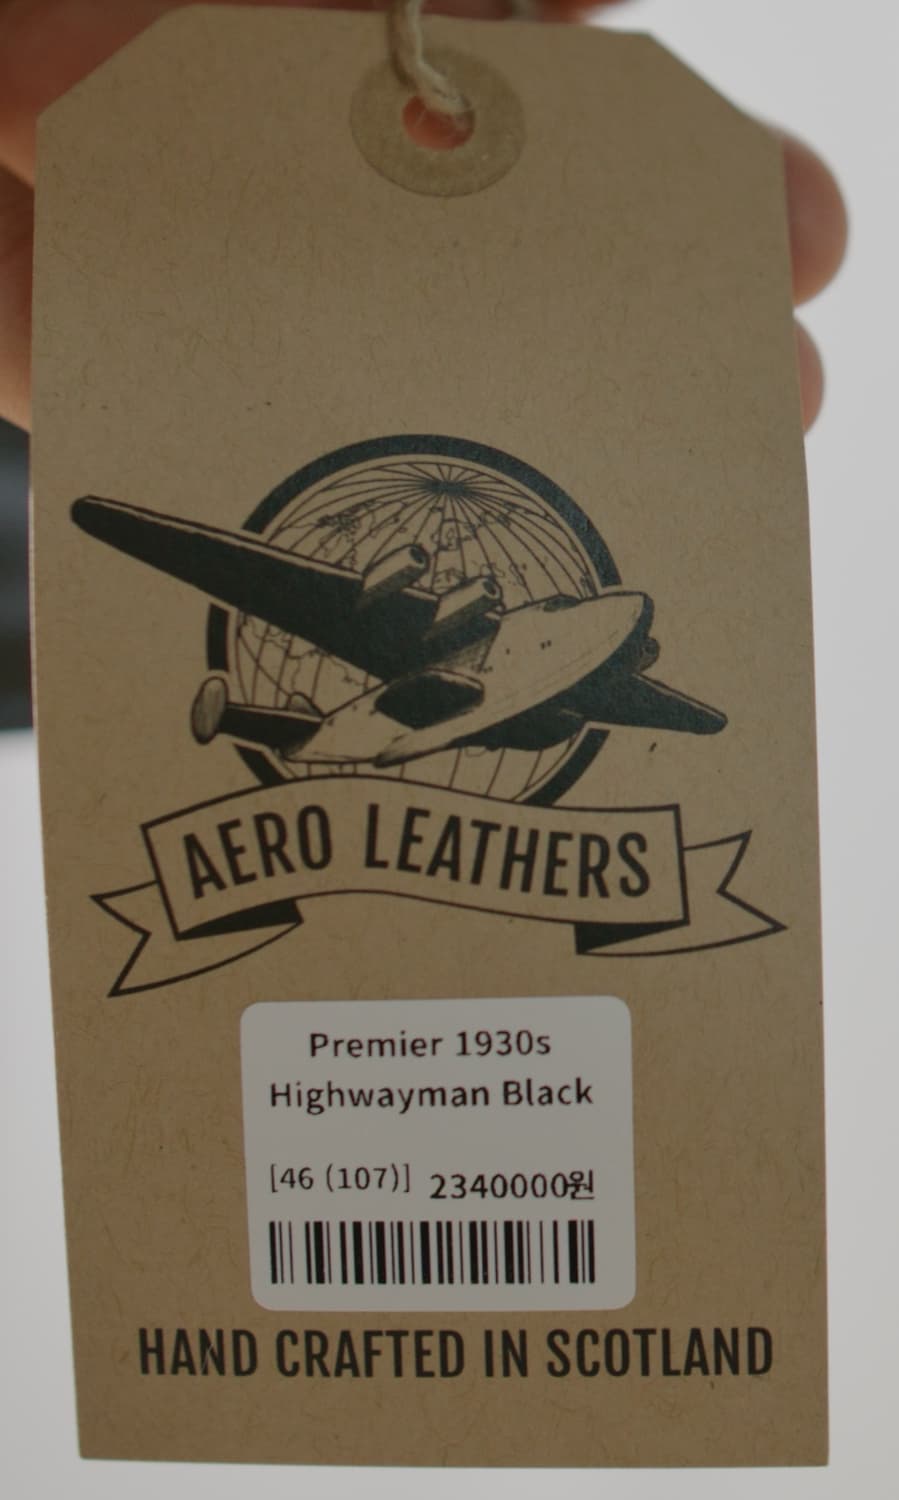 AERO LEATHERS
Premier 1930s
Highwayman Black
[46 (107)] 2340000원
HAND CRAFTED IN SCOTLAND